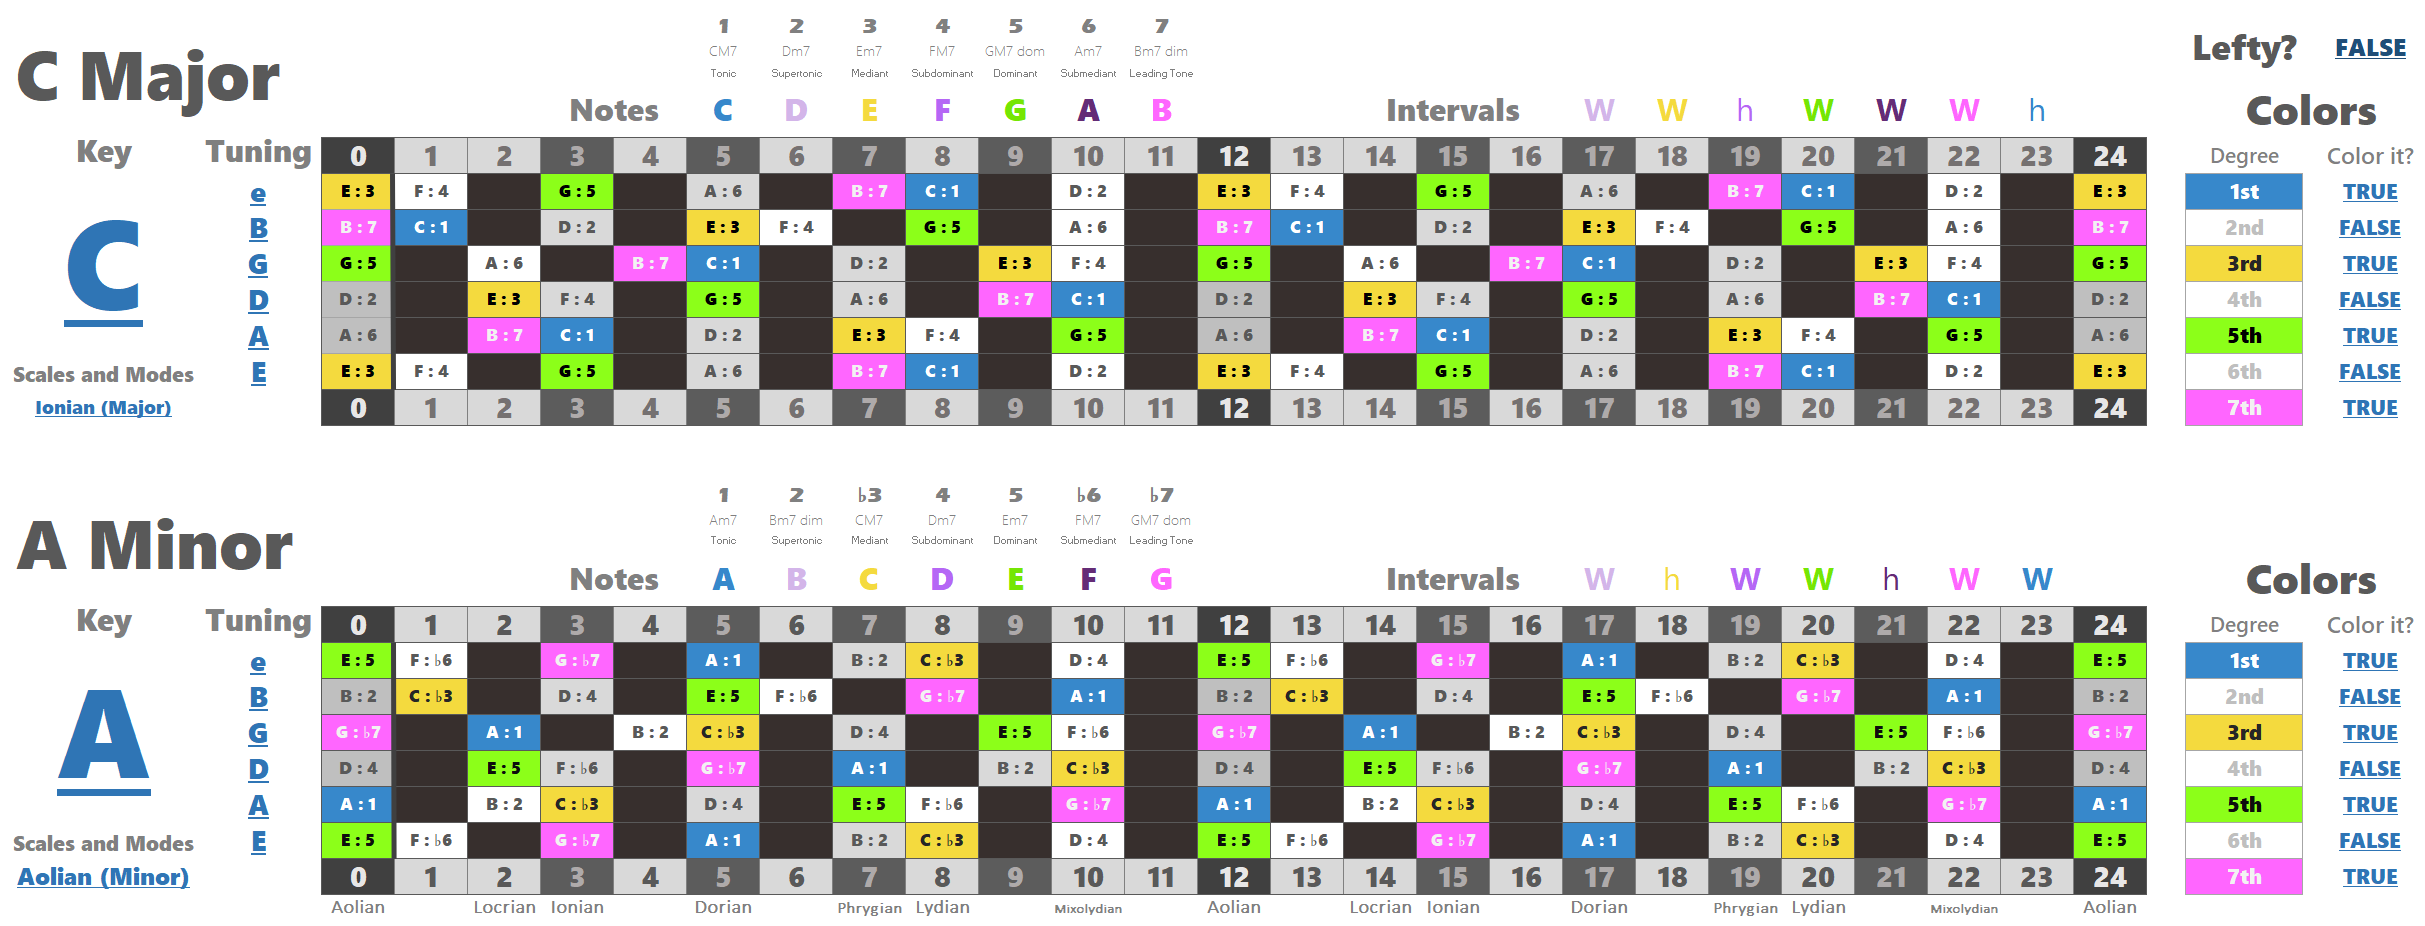 1 2 3 4 5 6 7
CM7 Dm7 Em7 FM7 GM7 dom Am7 Bm7 dim
Tonic Supertonic Mediant Subdominant Dominant Submediant Leading Tone
Lefty? FALSE
C Major
Notes C D E F G A B Intervals W W h W W W h
Colors
Key Tuning 0 1 2 3 4 5 6 7 8 9 10 11 12 13 14 15 16 17 18 19 20 21 22 23 24 Degree Color it?
e E:3 F:4 G:5 A:6 B:7 C:1 D:2 E:3 F:4 G:5 A:6 B:7 C:1 D:2 E:3 1st TRUE
B B:7 C:1 D:2 E:3 F:4 G:5 A:6 B:7 C:1 D:2 E:3 F:4 G:5 A:6 B:7 2nd FALSE
C
G G:5 A:6 B:7 C:1 D:2 E:3 F:4 G:5 A:6 B:7 C:1 D:2 E:3 F:4 G:5 3rd TRUE
D D:2 E:3 F:4 G:5 A:6 B:7 C:1 D:2 E:3 F:4 G:5 A:6 B:7 C:1 D:2 4th FALSE
A A:6 B:7 C:1 D:2 E:3 F:4 G:5 A:6 B:7 C:1 D:2 E:3 F:4 G:5 A:6 5th TRUE
Scales and Modes E E:3 F:4 G:5 A:6 B:7 C:1 D:2 E:3 F:4 G:5 A:6 B:7 C:1 D:2 E:3 6th FALSE
Ionian (Major) 0 1 2 3 4 5 6 7 8 9 10 11 12 13 14 15 16 17 18 19 20 21 22 23 24 7th TRUE
1 2 ♭3 4 5 ♭6 ♭7
Am7 Bm7 dim CM7 Dm7 Em7 FM7 GM7 dom
Tonic Supertonic Mediant Subdominant Dominant Submediant Leading Tone
A Minor
Notes A B C D E F G Intervals W h W W h W W
Colors
Key Tuning 0 1 2 3 4 5 6 7 8 9 10 11 12 13 14 15 16 17 18 19 20 21 22 23 24 Degree Color it?
e E:5 F:♭6 G:♭7 A:1 B:2 C:♭3 D:4 E:5 F:♭6 G:♭7 A:1 B:2 C:♭3 D:4 E:5 1st TRUE
B B:2 C:♭3 D:4 E:5 F:♭6 G:♭7 A:1 B:2 C:♭3 D:4 E:5 F:♭6 G:♭7 A:1 B:2 2nd FALSE
A
G G:♭7 A:1 B:2 C:♭3 D:4 E:5 F:♭6 G:♭7 A:1 B:2 C:♭3 D:4 E:5 F:♭6 G:♭7 3rd TRUE
D D:4 E:5 F:♭6 G:♭7 A:1 B:2 C:♭3 D:4 E:5 F:♭6 G:♭7 A:1 B:2 C:♭3 D:4 4th FALSE
A A:1 B:2 C:♭3 D:4 E:5 F:♭6 G:♭7 A:1 B:2 C:♭3 D:4 E:5 F:♭6 G:♭7 A:1 5th TRUE
Scales and Modes E E:5 F:♭6 G:♭7 A:1 B:2 C:♭3 D:4 E:5 F:♭6 G:♭7 A:1 B:2 C:♭3 D:4 E:5 6th FALSE
Aolian (Minor) 0 1 2 3 4 5 6 7 8 9 10 11 12 13 14 15 16 17 18 19 20 21 22 23 24 7th TRUE
Aolian Locrian Ionian Dorian Phrygian Lydian Mixolydian Aolian Locrian Ionian Dorian Phrygian Lydian Mixolydian Aolian